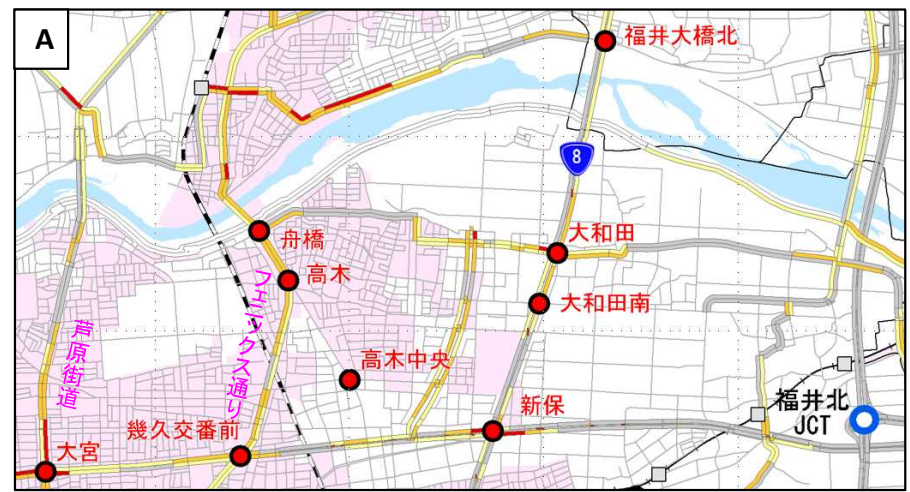 A
福井大橋北
8
舟橋
大和田
高木
フェニックス通り
大和田南
芦原街道
高木中央
幾久交番前
新保
福井北
JCT
大宮